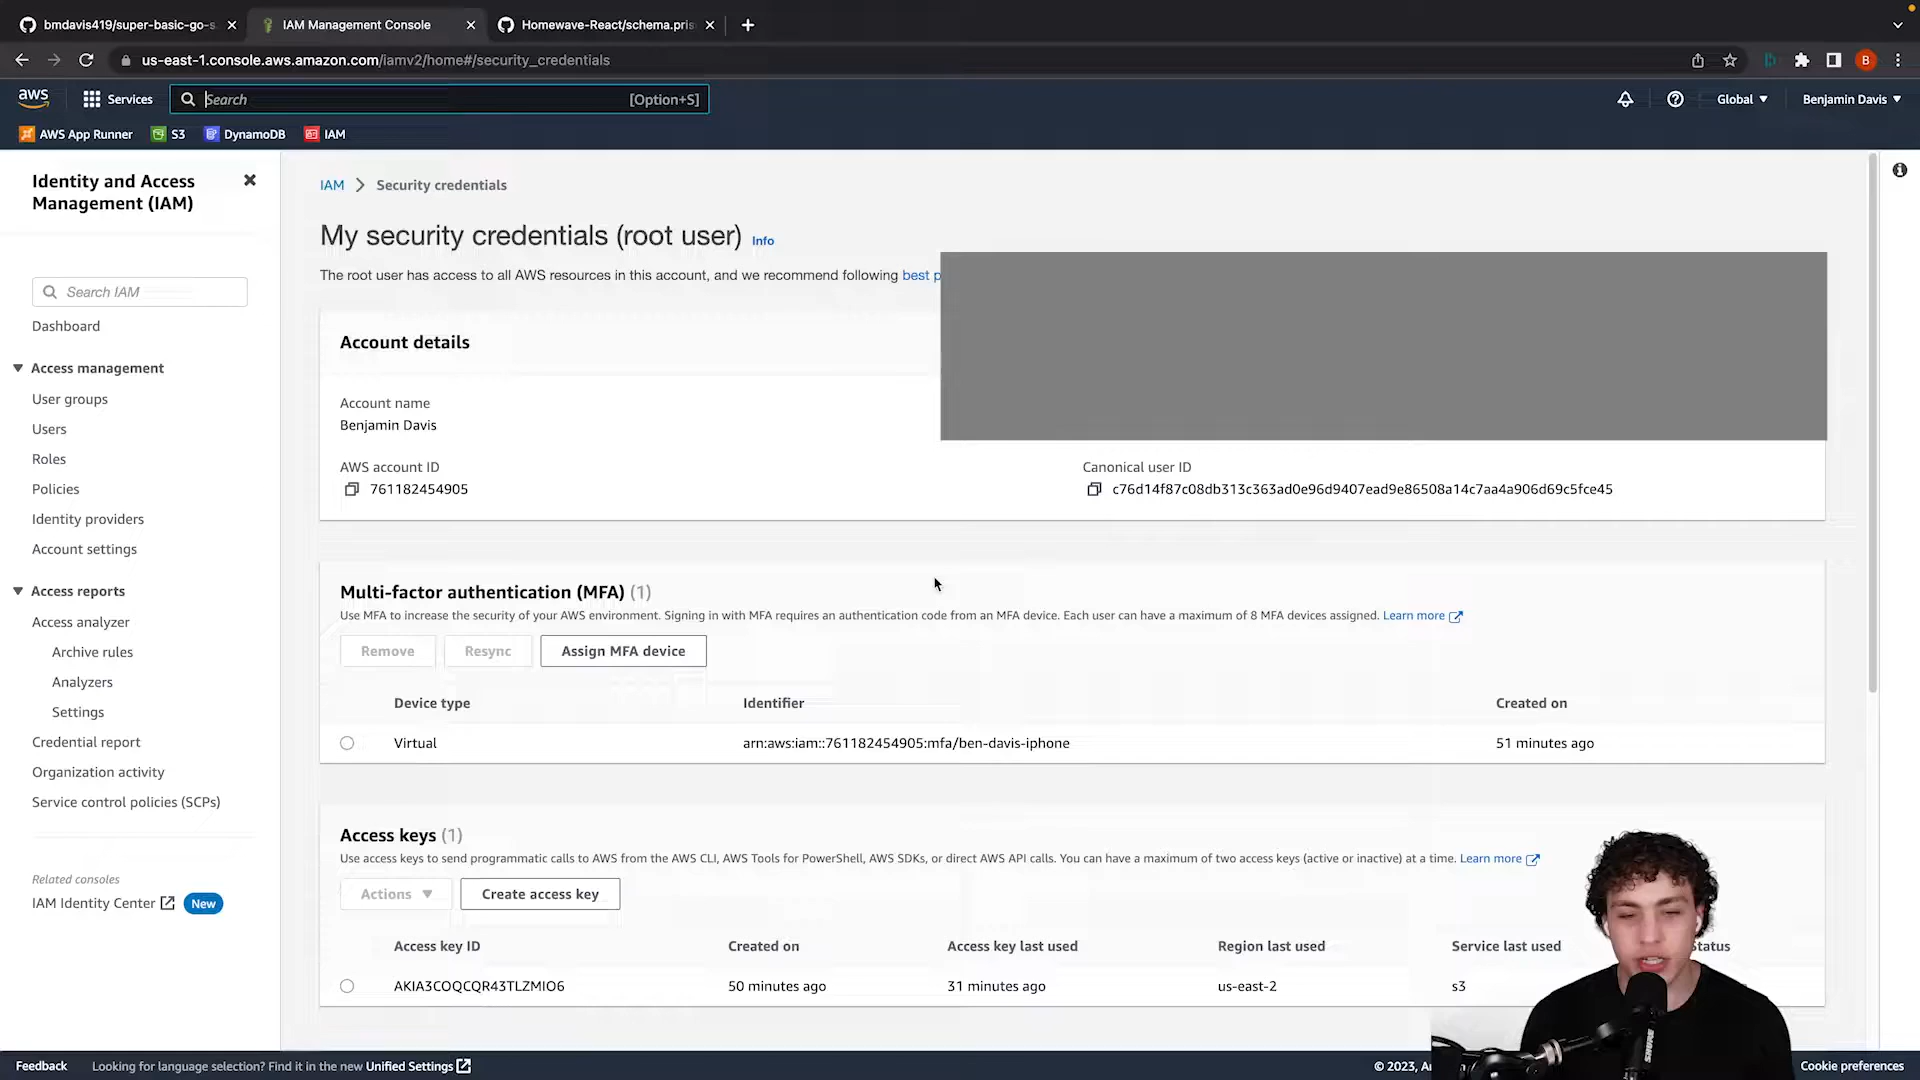 bmdavis419/super-basic-go-s
IAM Management Console
Homewave-React/schema.pris
us-east-1.console.aws.amazon.com/iamv2/home#/security_credentials
B
aws
Services
Search
[Option+S]
Global
Benjamin Davis
AWS App Runner
S3
DynamoDB
IAM
Identity and Access
Management (IAM)
Search IAM
Dashboard
Access management
User groups
Users
Roles
Policies
Identity providers
Account settings
Access reports
Access analyzer
Archive rules
Analyzers
Settings
Credential report
Organization activity
Service control policies (SCPs)
Related consoles
IAM Identity Center
New
IAM > Security credentials
My security credentials (root user) Info
The root user has access to all AWS resources in this account, and we recommend following best p
Account details
Account name
Benjamin Davis
AWS account ID
761182454905
Canonical user ID
c76d14f87c08db313c363ad0e96d9407ead9e86508a14c7aa4a906d69c5fce45
Multi-factor authentication (MFA) (1)
Use MFA to increase the security of your AWS environment. Signing in with MFA requires an authentication code from an MFA device. Each user can have a maximum of 8 MFA devices assigned. Learn more
Remove
Resync
Assign MFA device
Device type
Identifier
Created on
Virtual
arn:aws:iam::761182454905:mfa/ben-davis-iphone
51 minutes ago
Access keys (1)
Use access keys to send programmatic calls to AWS from the AWS CLI, AWS Tools for PowerShell, AWS SDKs, or direct AWS API calls. You can have a maximum of two access keys (active or inactive) at a time. Learn more
Actions
Create access key
Access key ID
Created on
Access key last used
Region last used
Service last used
Status
AKIA3COQCQR43TLZMIO6
50 minutes ago
31 minutes ago
us-east-2
s3
Feedback
Looking for language selection? Find it in the new Unified Settings
© 2023, A
Cookie preferences
SHURE